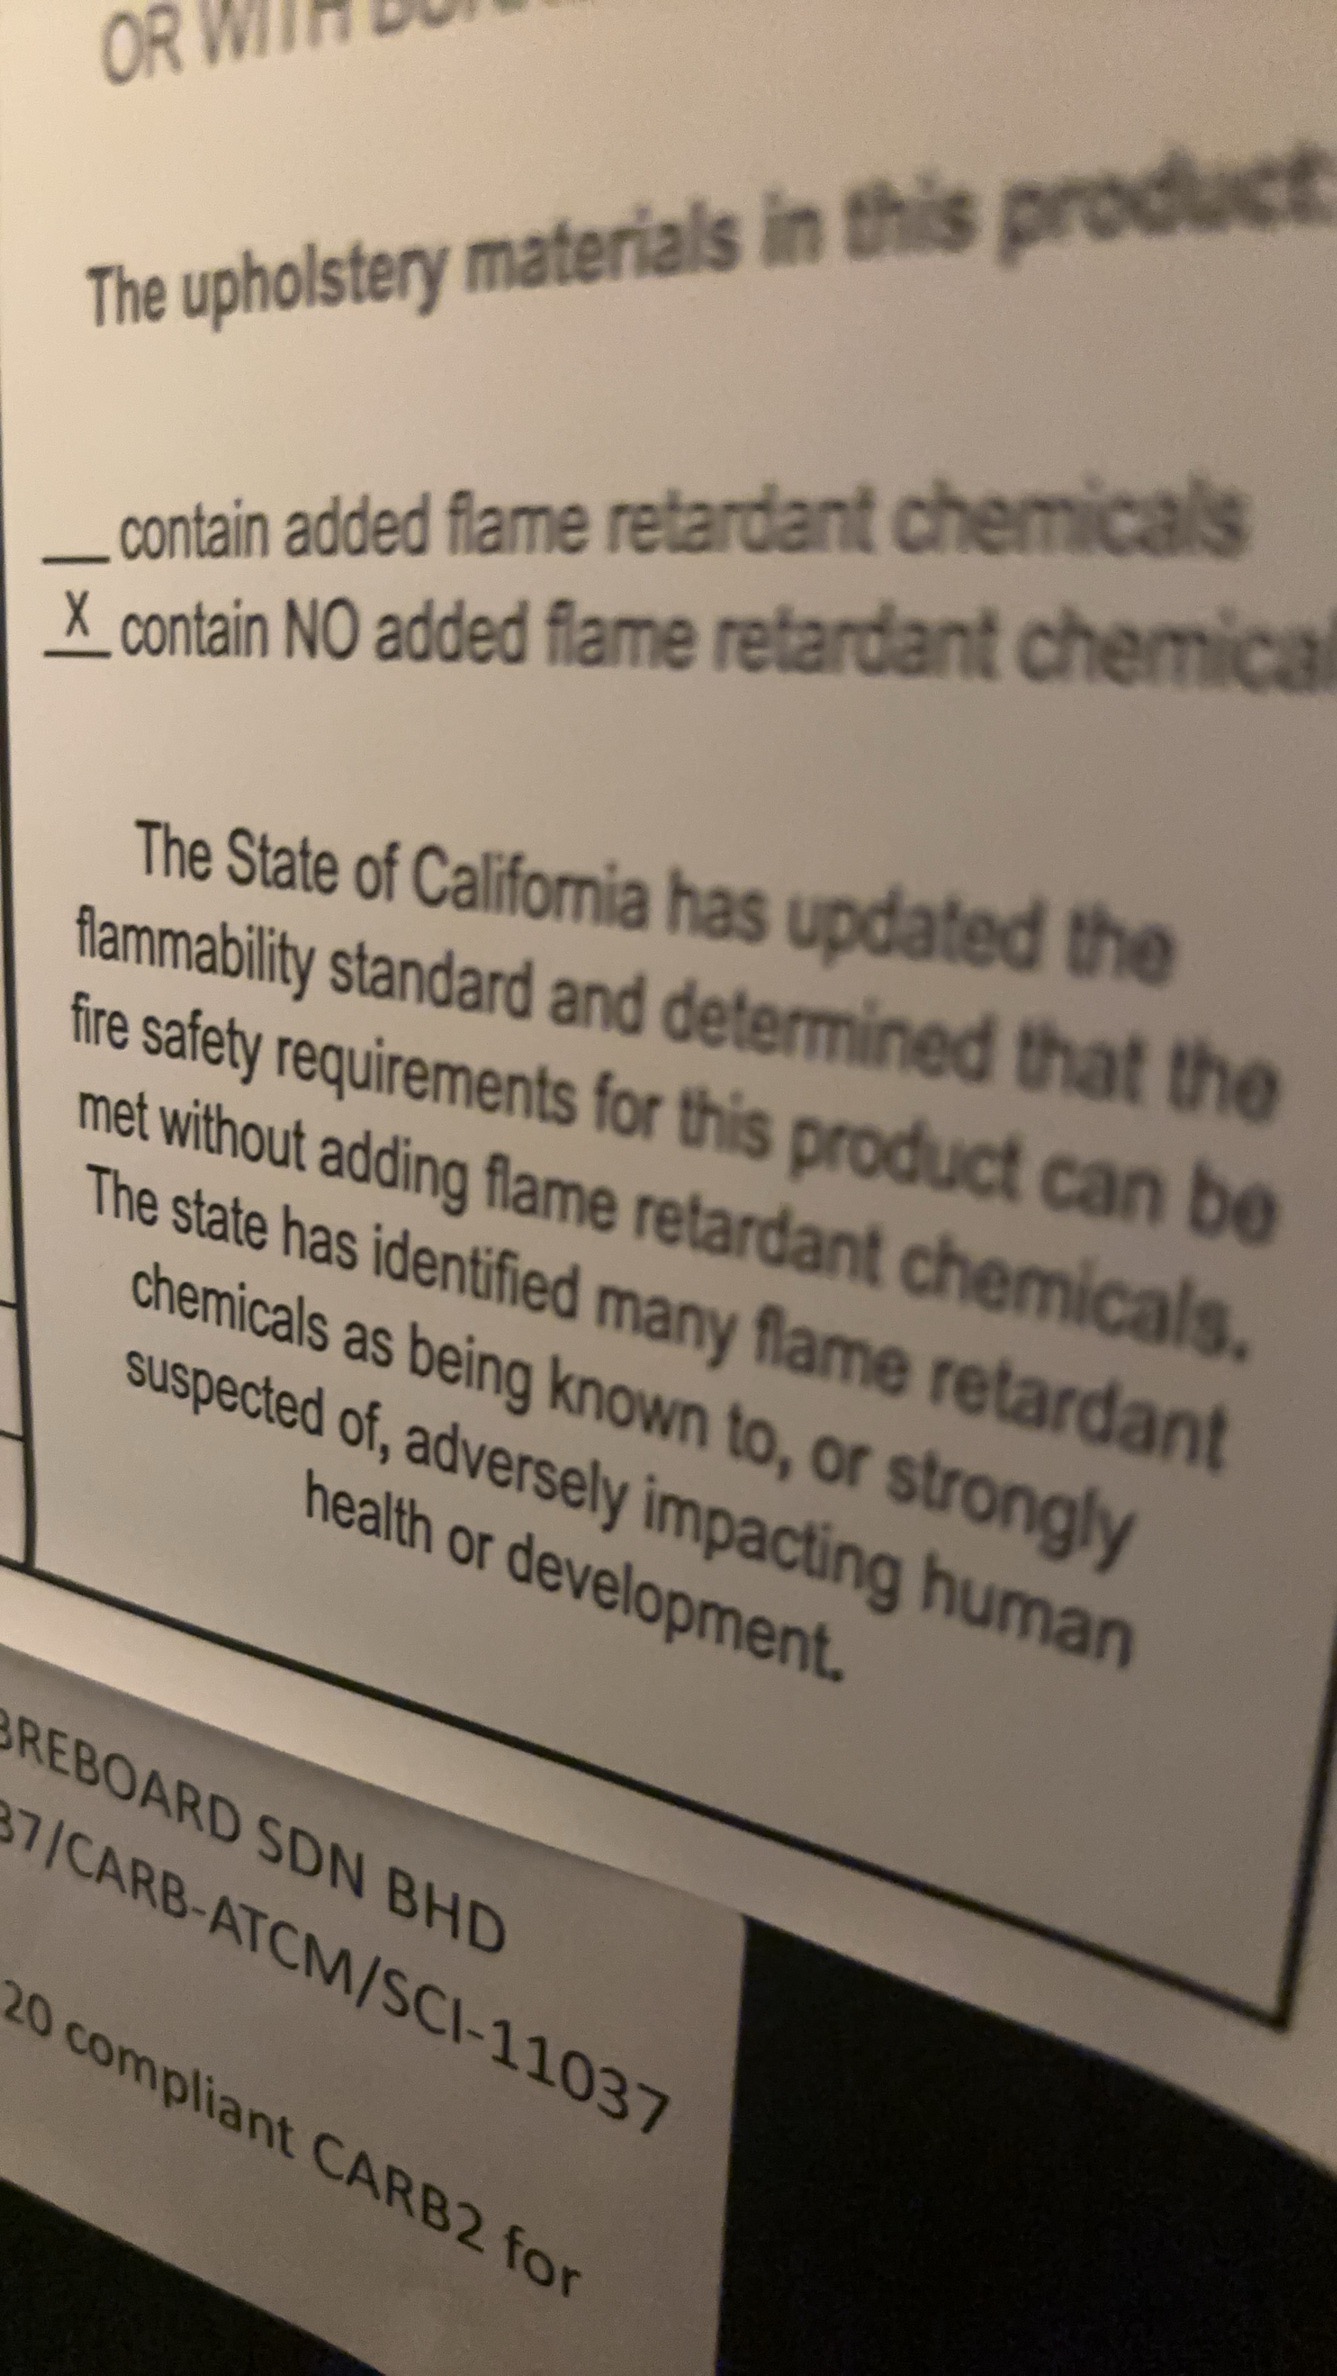 OR WITH
The upholstery materials in this product:
__ contain added flame retardant chemicals
X contain NO added flame retardant chemical
The State of California has updated the
flammability standard and determined that the
fire safety requirements for this product can be
met without adding flame retardant chemicals.
The state has identified many flame retardant
chemicals as being known to, or strongly
suspected of, adversely impacting human
health or development.
BREBOARD SDN BHD
37/CARB-ATCM/SCI-11037
20 compliant CARB2 for